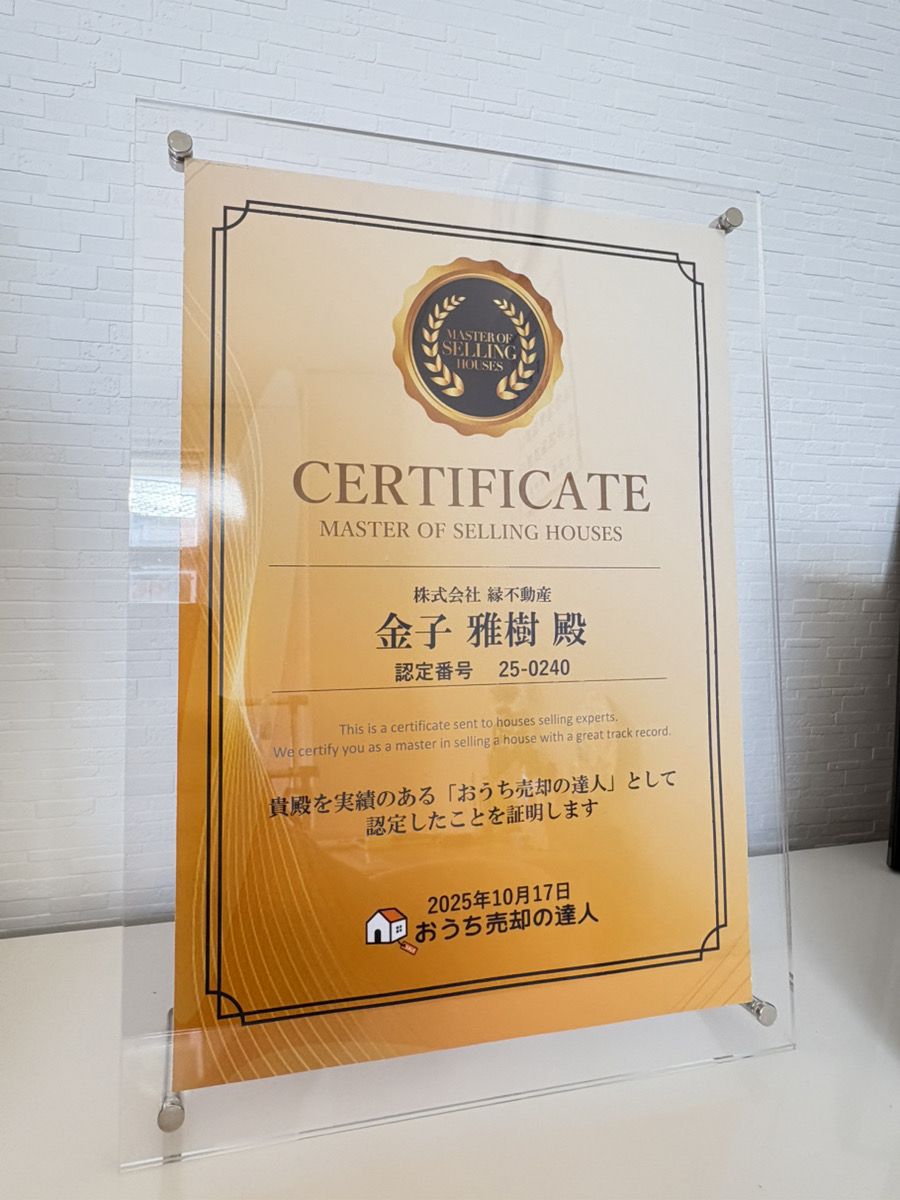 MASTER OF
SELLING
HOUSES
CERTIFICATE
MASTER OF SELLING HOUSES
株式会社 縁不動産
金子 雅樹 殿
認定番号 25-0240
This is a certificate sent to houses selling experts.
We certify you as a master in selling a house with a great track record.
貴殿を実績のある「おうち売却の達人」として
認定したことを証明します
2025年10月17日
おうち売却の達人